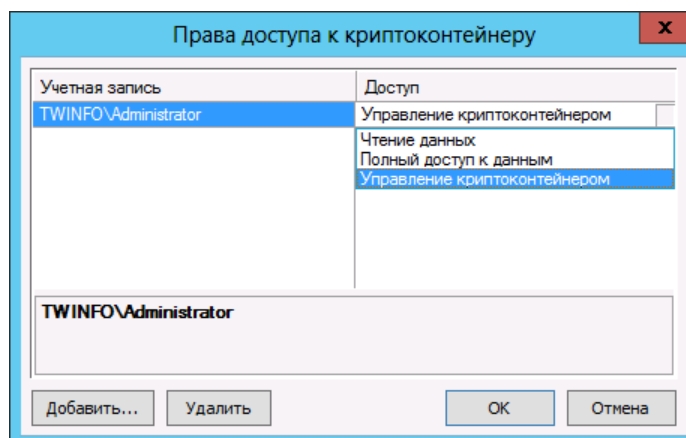 Права доступа к криптоконтейнеру
x
Учетная запись Доступ
TWINFO\Administrator Управление криптоконтейнером
Чтение данных
Полный доступ к данным
Управление криптоконтейнером
TWINFO\Administrator
Добавить... Удалить OK Отмена